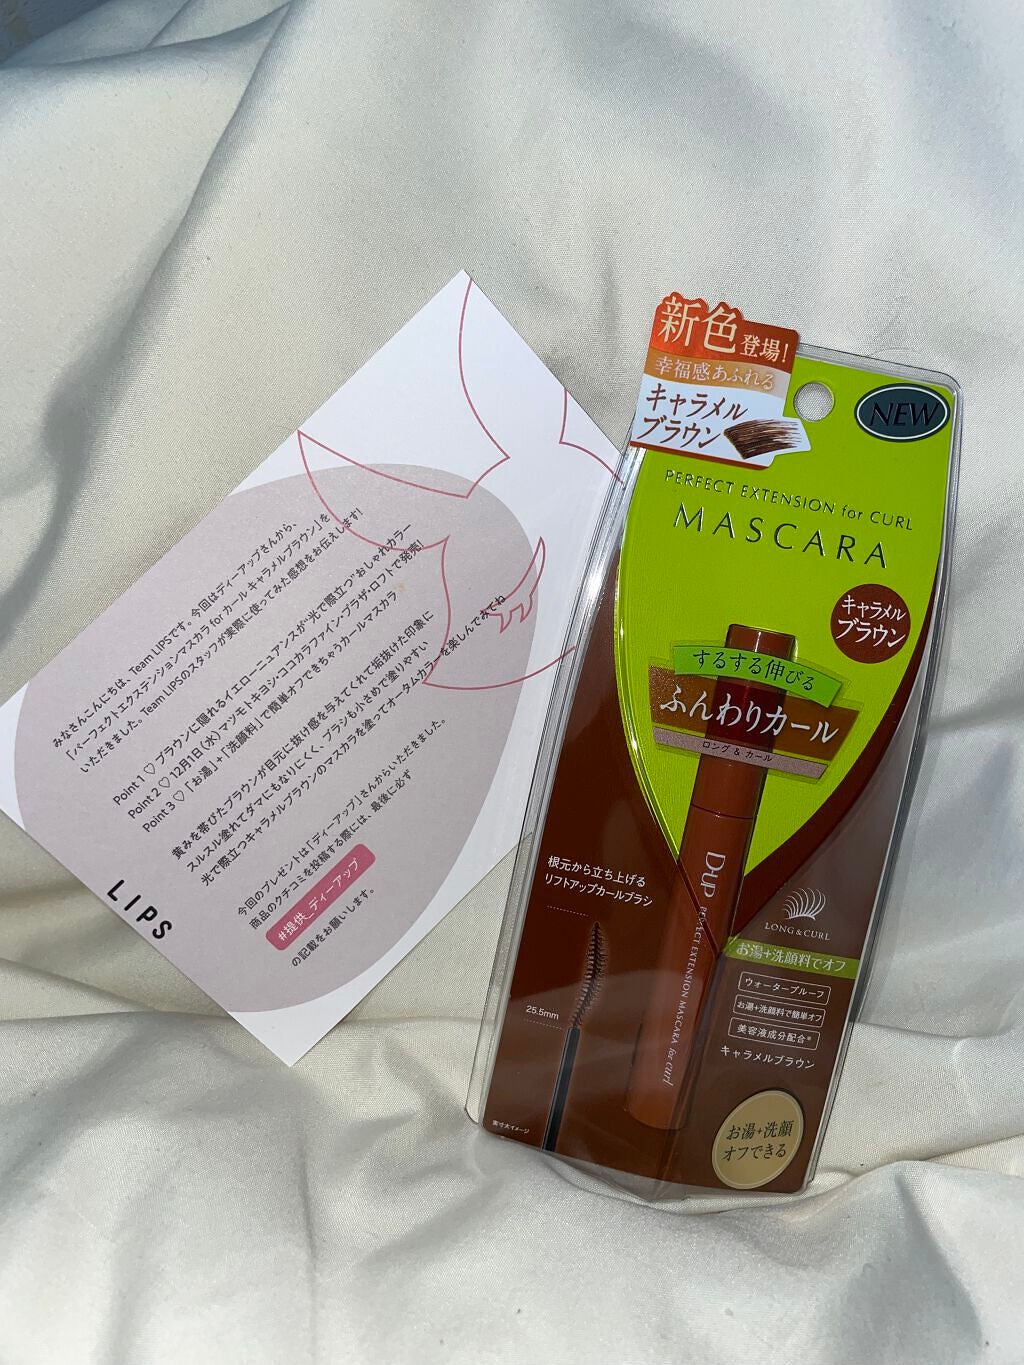 みなさんこんにちは、Team LIPSです。今回はディーアップさんから、
「パーフェクトエクステンションマスカラ for カール キャラメルブラウン」を
いただきました。Team LIPSのスタッフが実際に使ってみた感想をお伝えします!
Point 1 ♡ ブラウンに隠れるイエローニュアンスが“光で際立つ”おしゃれカラー
Point 2 ♡ 12月1日(水)マツモトキヨシ・ココカラファイン・プラザ・ロフトで発売!
Point 3 ♡「お湯」+「洗顔料」で簡単オフできちゃうカールマスカラ
黄みを帯びたブラウンが目元に抜け感を与えてくれて垢抜けた印象に
スルスル塗れてダマにもなりにくく、ブラシも小さめで塗りやすい
光で際立つキャラメルブラウンのマスカラを塗ってオータムカラーを楽しんでみてね
今回のプレゼントは「ディーアップ」さんからいただきました。
商品のクチコミを投稿する際には、最後に必ず
#提供_ディーアップ
の記載をお願いします。
LIPS
新色登場!
幸福感あふれる
キャラメル
ブラウン
NEW
PERFECT EXTENSION for CURL
MASCARA
キャラメル
ブラウン
するする伸びる
ふんわりカール
ロング & カール
D-UP PERFECT EXTENSION MASCARA for curl
根元から立ち上げる
リフトアップカールブラシ
25.5mm
実寸大イメージ
LONG & CURL
お湯+洗顔料でオフ
ウォータープルーフ
お湯+洗顔料で簡単オフ
美容液成分配合*
キャラメルブラウン
お湯+洗顔
オフできる